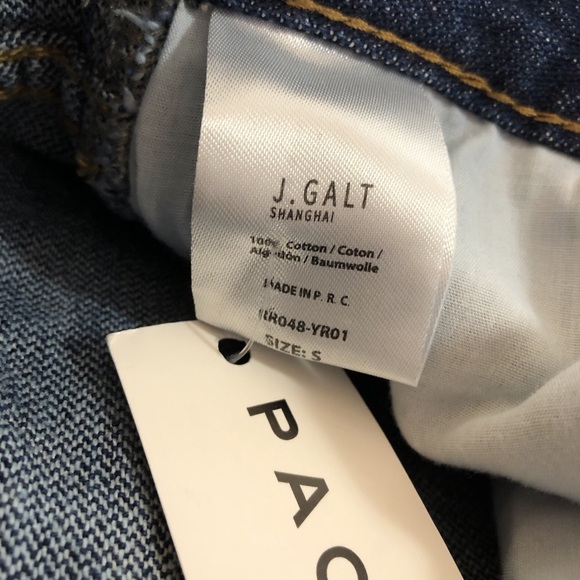 J.GALT
SHANGHAI
100% Cotton / Coton /
Algodón / Baumwolle
MADE IN P. R. C.
SIZE: S
PAC